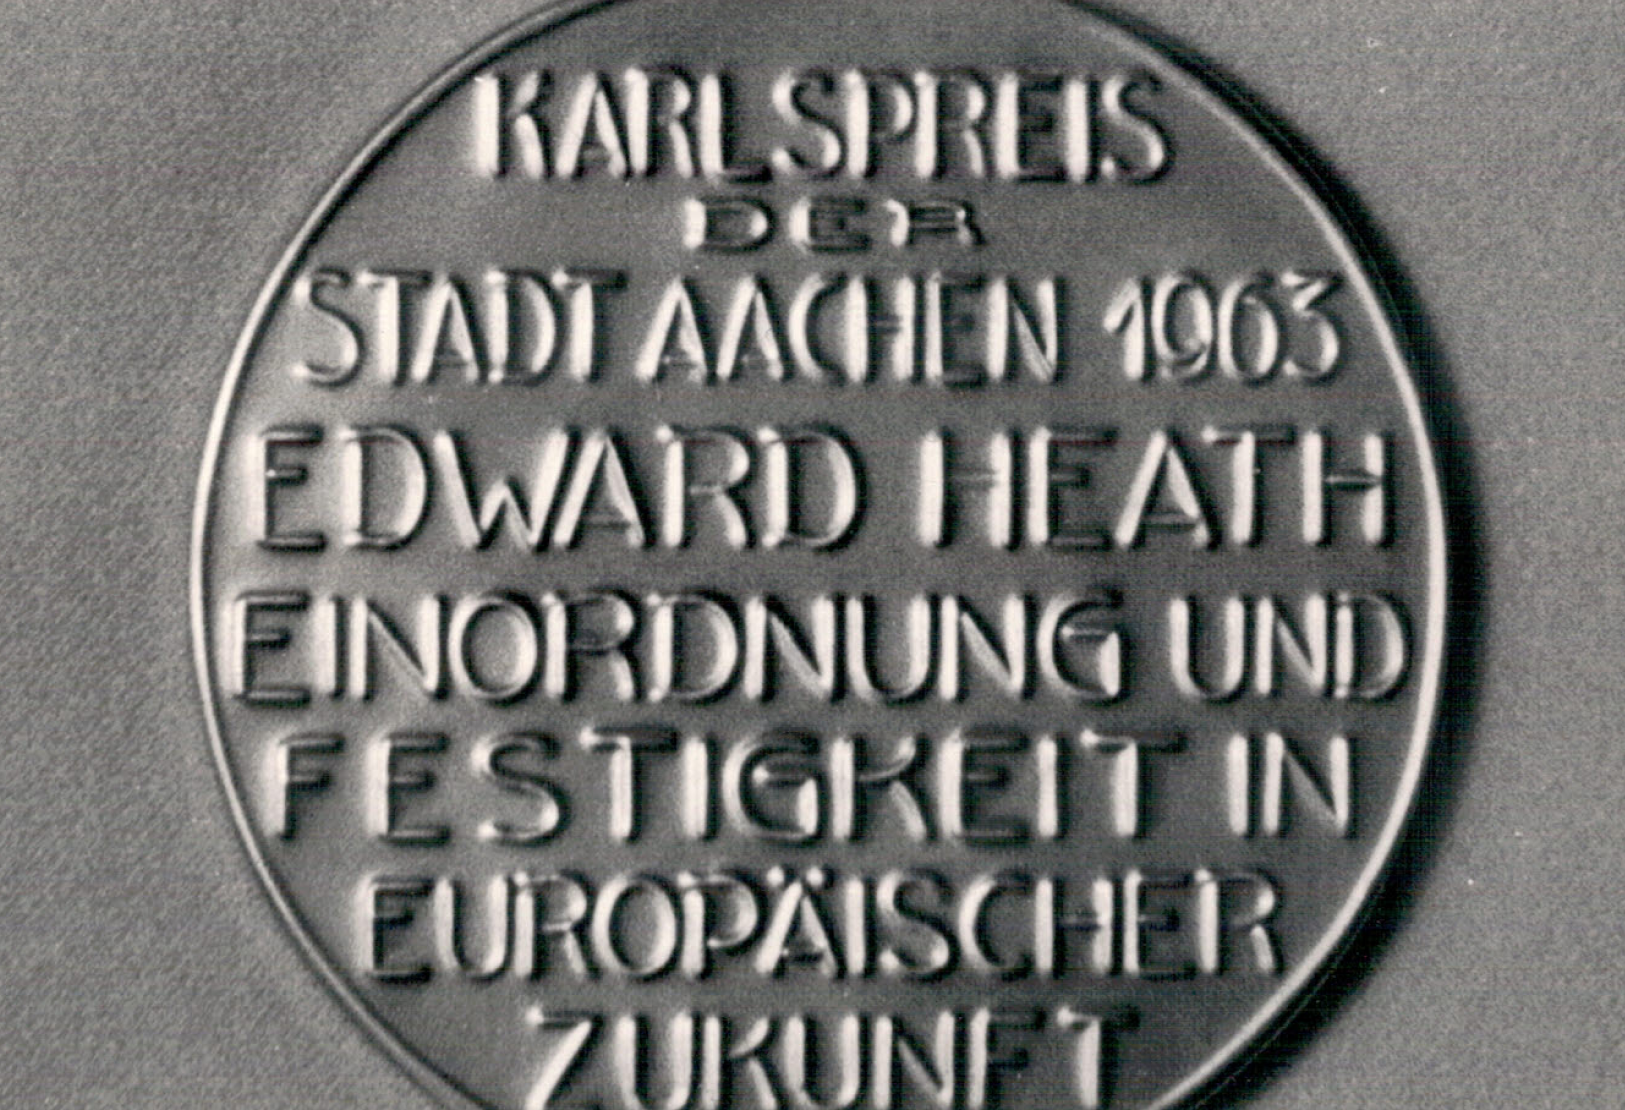 KARLSPREIS
DER
STADT AACHEN 1963
EDWARD HEATH
EINORDNUNG UND
FESTIGKEIT IN
EUROPÄISCHER
ZUKUNFT